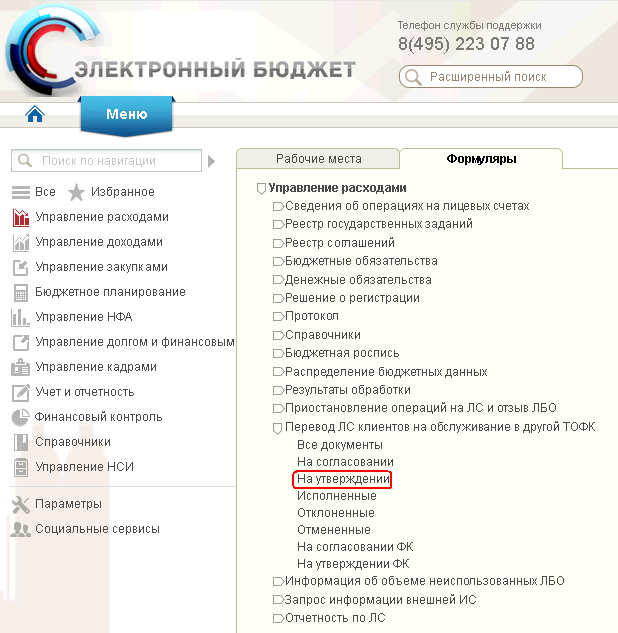 Телефон службы поддержки
8(495) 223 07 88
ЭЛЕКТРОННЫЙ БЮДЖЕТ
Расширенный поиск
Меню
Поиск по навигации
Все Избранное
Управление расходами
Управление доходами
Управление закупками
Бюджетное планирование
Управление НФА
Управление долгом и финансовым
Управление кадрами
Учет и отчетность
Финансовый контроль
Справочники
Управление НСИ
Параметры
Социальные сервисы
Рабочие места
Формуляры
Управление расходами
Сведения об операциях на лицевых счетах
Реестр государственных заданий
Реестр соглашений
Бюджетные обязательства
Денежные обязательства
Решение о регистрации
Протокол
Справочники
Бюджетная роспись
Распределение бюджетных данных
Результаты обработки
Приостановление операций на ЛС и отзыв ЛБО
Перевод ЛС клиентов на обслуживание в другой ТОФК
Все документы
На согласовании
На утверждении
Исполненные
Отклоненные
Отмененные
На согласовании ФК
На утверждении ФК
Информация об объеме неиспользованных ЛБО
Запрос информации внешней ИС
Отчетность по ЛС